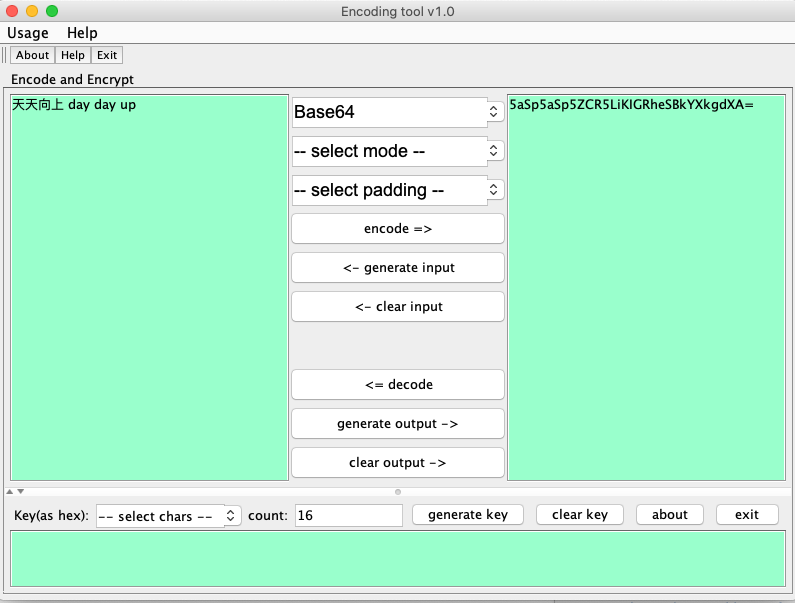 Encoding tool v1.0
Usage Help
About Help Exit
Encode and Encrypt
天天向上 day day up
Base64
5aSp5aSp5ZCR5LiKIGRheSBkYXkgdXA=
-- select mode --
-- select padding --
encode =>
<- generate input
<- clear input
<= decode
generate output ->
clear output ->
Key(as hex): -- select chars -- count: 16 generate key clear key about exit